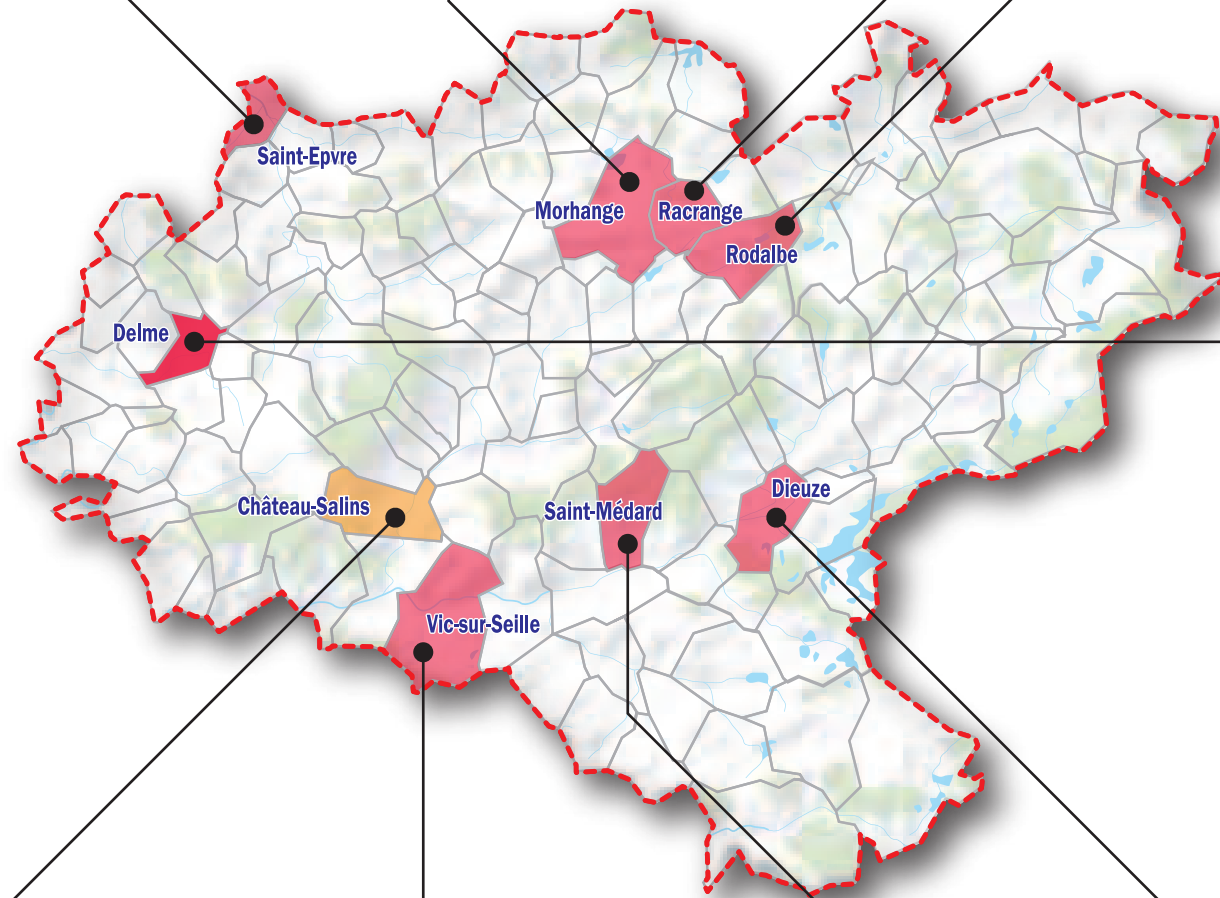 Saint-Epvre
Morhange
Racrange
Rodalbe
Delme
Château-Salins
Saint-Médard
Dieuze
Vic-sur-Seille